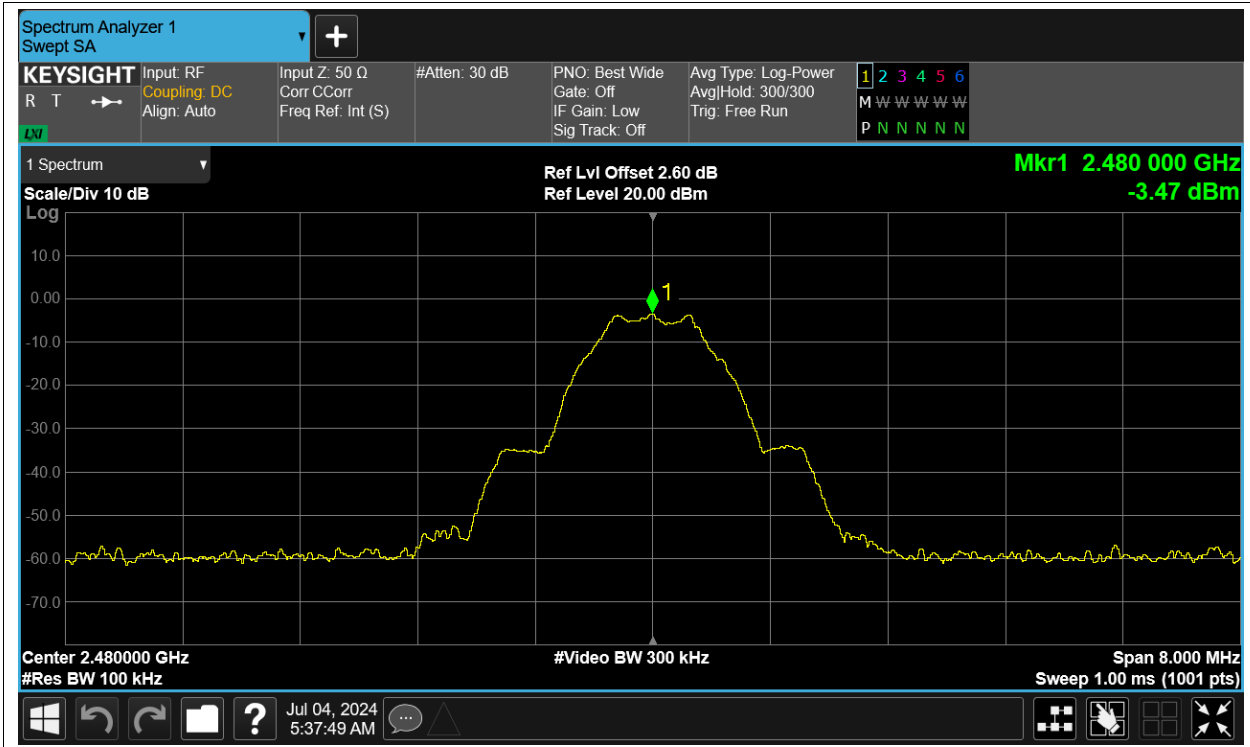 Spectrum Analyzer 1
Swept SA
KEYSIGHT
R T
LXI
Input: RF
Coupling: DC
Align: Auto
Input Z: 50 Ω
Corr CCorr
Freq Ref: Int (S)
#Atten: 30 dB
PNO: Best Wide
Gate: Off
IF Gain: Low
Sig Track: Off
Avg Type: Log-Power
Avg|Hold: 300/300
Trig: Free Run
1 2 3 4 5 6
M W W W W W
P N N N N N
1 Spectrum
Scale/Div 10 dB
Log
Ref Lvl Offset 2.60 dB
Ref Level 20.00 dBm
Mkr1 2.480 000 GHz
-3.47 dBm
10.0
0.00
-10.0
-20.0
-30.0
-40.0
-50.0
-60.0
-70.0
1
Center 2.480000 GHz
#Res BW 100 kHz
#Video BW 300 kHz
Span 8.000 MHz
Sweep 1.00 ms (1001 pts)
?
Jul 04, 2024
5:37:49 AM